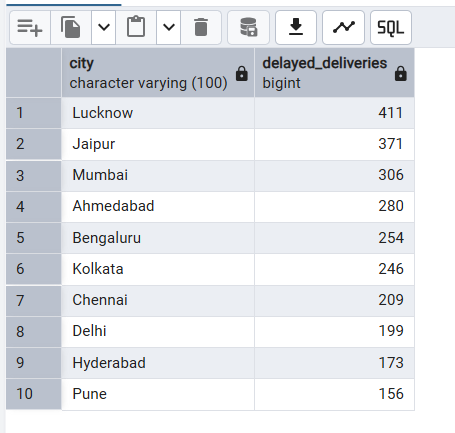 SQL
city delayed_deliveries
character varying (100) bigint
1 Lucknow 411
2 Jaipur 371
3 Mumbai 306
4 Ahmedabad 280
5 Bengaluru 254
6 Kolkata 246
7 Chennai 209
8 Delhi 199
9 Hyderabad 173
10 Pune 156